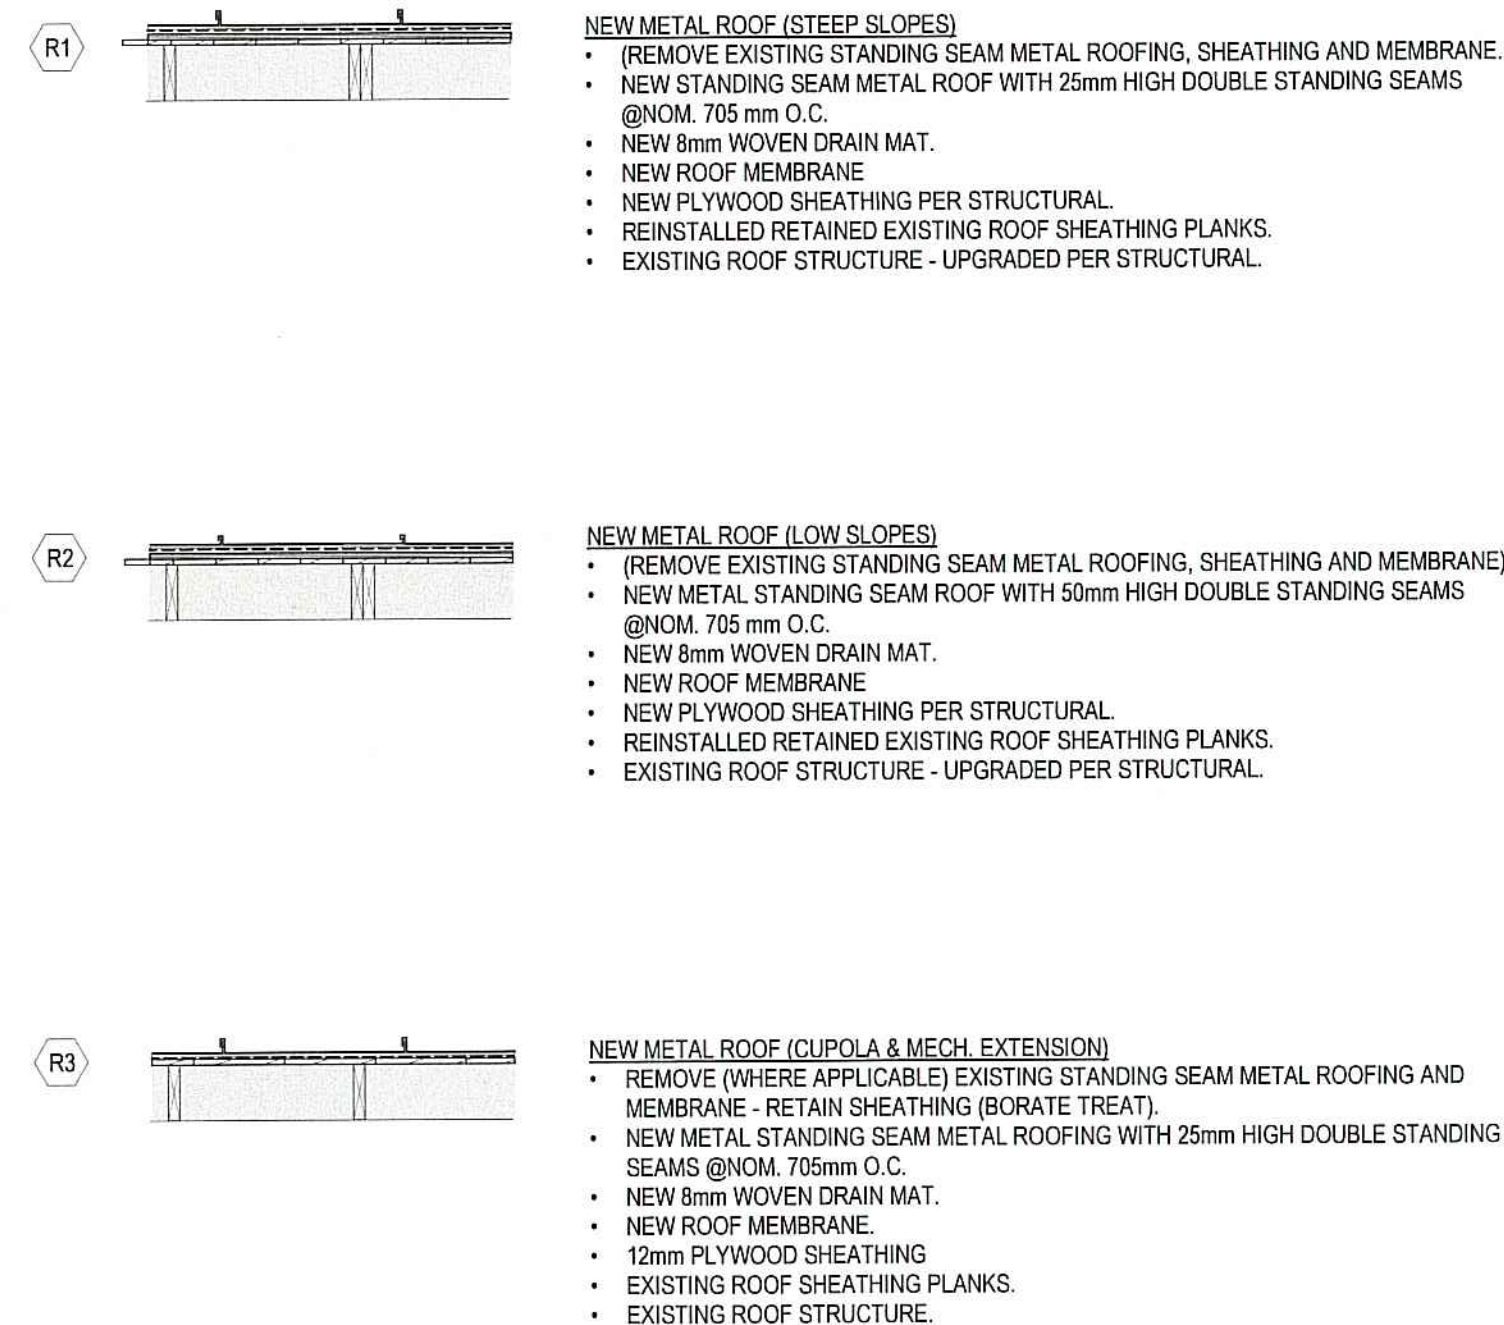 R1
NEW METAL ROOF (STEEP SLOPES)
• (REMOVE EXISTING STANDING SEAM METAL ROOFING, SHEATHING AND MEMBRANE.
• NEW STANDING SEAM METAL ROOF WITH 25mm HIGH DOUBLE STANDING SEAMS
@NOM. 705 mm O.C.
• NEW 8mm WOVEN DRAIN MAT.
• NEW ROOF MEMBRANE
• NEW PLYWOOD SHEATHING PER STRUCTURAL.
• REINSTALLED RETAINED EXISTING ROOF SHEATHING PLANKS.
• EXISTING ROOF STRUCTURE - UPGRADED PER STRUCTURAL.
R2
NEW METAL ROOF (LOW SLOPES)
• (REMOVE EXISTING STANDING SEAM METAL ROOFING, SHEATHING AND MEMBRANE)
• NEW METAL STANDING SEAM ROOF WITH 50mm HIGH DOUBLE STANDING SEAMS
@NOM. 705 mm O.C.
• NEW 8mm WOVEN DRAIN MAT.
• NEW ROOF MEMBRANE
• NEW PLYWOOD SHEATHING PER STRUCTURAL.
• REINSTALLED RETAINED EXISTING ROOF SHEATHING PLANKS.
• EXISTING ROOF STRUCTURE - UPGRADED PER STRUCTURAL.
R3
NEW METAL ROOF (CUPOLA & MECH. EXTENSION)
• REMOVE (WHERE APPLICABLE) EXISTING STANDING SEAM METAL ROOFING AND
MEMBRANE - RETAIN SHEATHING (BORATE TREAT).
• NEW METAL STANDING SEAM METAL ROOFING WITH 25mm HIGH DOUBLE STANDING
SEAMS @NOM. 705mm O.C.
• NEW 8mm WOVEN DRAIN MAT.
• NEW ROOF MEMBRANE.
• 12mm PLYWOOD SHEATHING
• EXISTING ROOF SHEATHING PLANKS.
• EXISTING ROOF STRUCTURE.